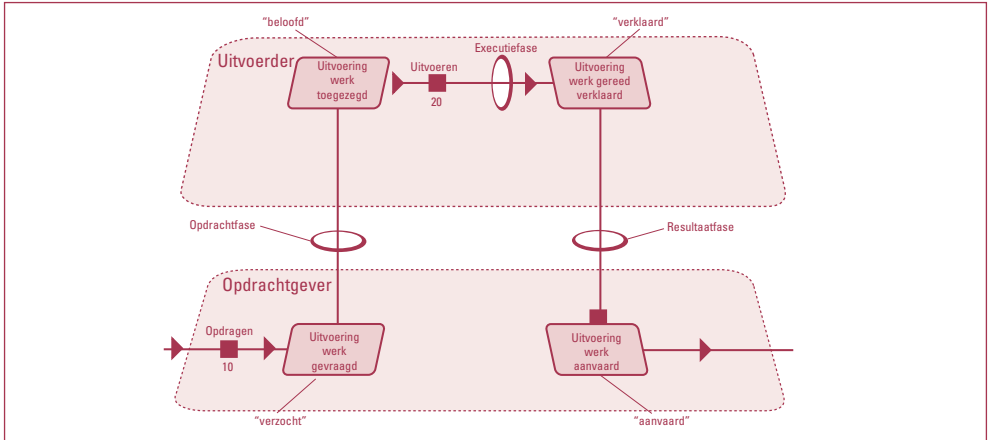 “beloofd”
“verklaard”
Executiefase
Uitvoerder
Uitvoering
werk
toegezegd
Uitvoeren
20
Uitvoering
werk gereed
verklaard
Opdrachtfase
Resultaatfase
Opdrachtgever
Opdragen
10
Uitvoering
werk
gevraagd
Uitvoering
werk
aanvaard
“verzocht”
“aanvaard”